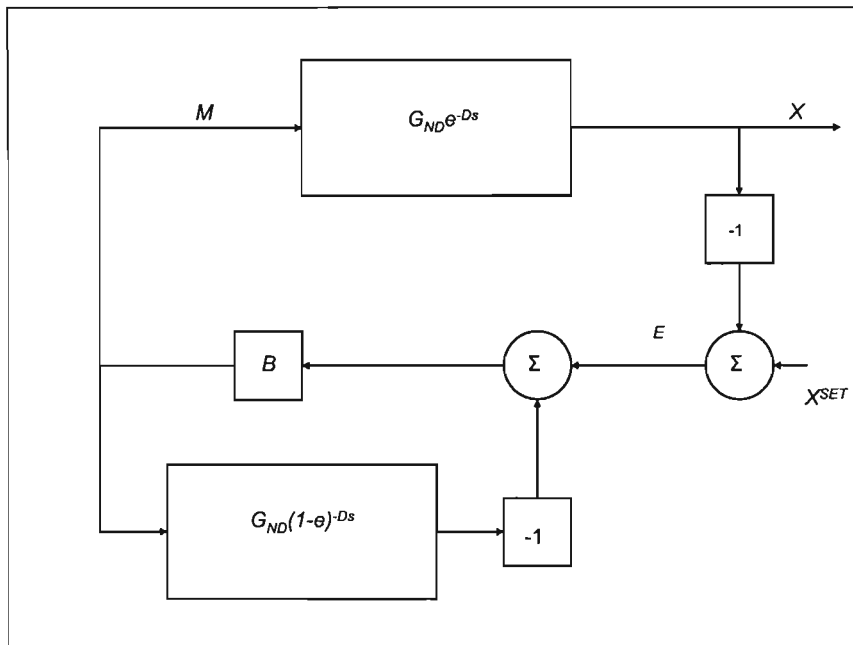 M
G_ND e^-Ds
X
-1
E
B
Σ
Σ
X^SET
G_ND(1-e)^-Ds
-1